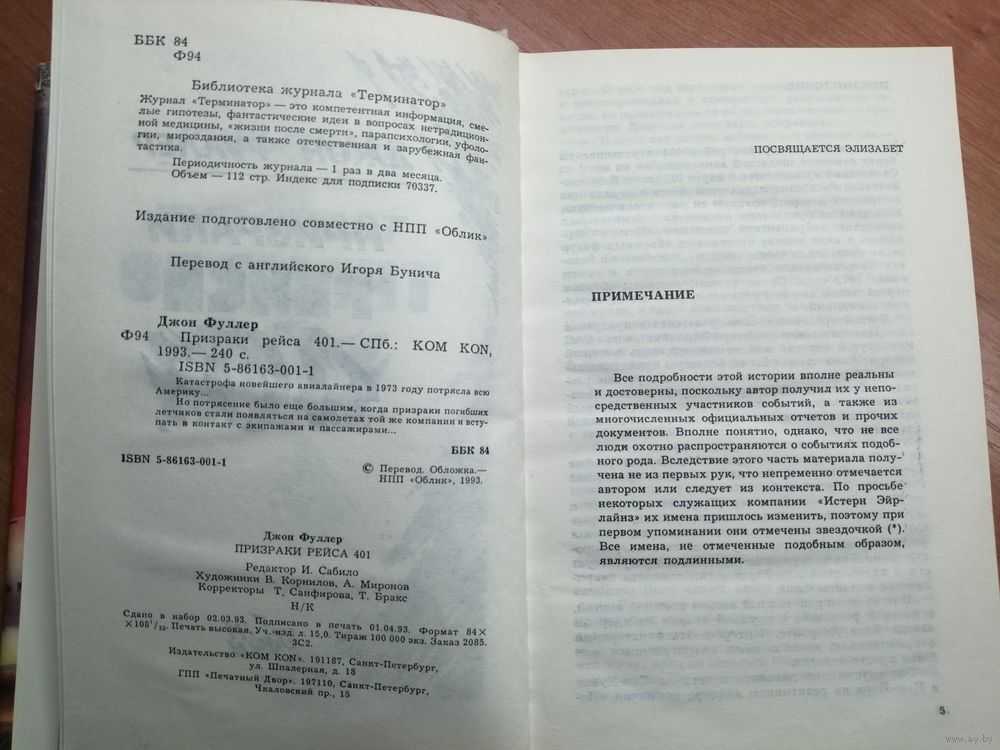 ББК 84
Ф94
Библиотека журнала «Терминатор»
Журнал «Терминатор» — это компетентная информация, сме-
лые гипотезы, фантастические идеи в вопросах нетрадицион-
ной медицины, «жизни после смерти», парапсихологии, уфоло-
гии, мироздания, а также отечественная и зарубежная фан-
тастика.
Периодичность журнала — 1 раз в два месяца.
Объем — 112 стр. Индекс для подписки 70337.
Издание подготовлено совместно с НПП «Облик»
Перевод с английского Игоря Бунича
Джон Фуллер
Ф94 Призраки рейса 401.— СПб.: KOM KON,
1993.— 240 с.
ISBN 5-86163-001-1
Катастрофа новейшего авиалайнера в 1973 году потрясла всю
Америку...
Но потрясение было еще большим, когда призраки погибших
летчиков стали появляться на самолетах той же компании и всту-
пать в контакт с экипажами и пассажирами...
ББК 84
ISBN 5-86163-001-1
© Перевод. Обложка.—
НПП «Облик», 1993.
Джон Фуллер
ПРИЗРАКИ РЕЙСА 401
Редактор И. Сабило
Художники В. Корнилов, А. Миронов
Корректоры Т. Санфирова, Т. Бракс
Н/К
Сдано в набор 02.03.93. Подписано в печать 01.04.93. Формат 84×
×108¹/₃₂. Печать высокая. Уч.-изд. л. 15,0. Тираж 100 000 экз. Заказ 2085.
3С2.
Издательство «KOM KON». 191187, Санкт-Петербург,
ул. Шпалерная, д. 18
ГПП «Печатный Двор». 197110, Санкт-Петербург,
Чкаловский пр., 15
ПОСВЯЩАЕТСЯ ЭЛИЗАБЕТ
ПРИМЕЧАНИЕ
Все подробности этой истории вполне реальны
и достоверны, поскольку автор получил их у непо-
средственных участников событий, а также из
многочисленных официальных отчетов и прочих
документов. Вполне понятно, однако, что не все
люди охотно распространяются о событиях подоб-
ного рода. Вследствие этого часть материала полу-
чена не из первых рук, что непременно отмечается
автором или следует из контекста. По просьбе
некоторых служащих компании «Истерн Эйр-
лайнз» их имена пришлось изменить, поэтому при
первом упоминании они отмечены звездочкой (*).
Все имена, не отмеченные подобным образом,
являются подлинными.
5
www.ay.by